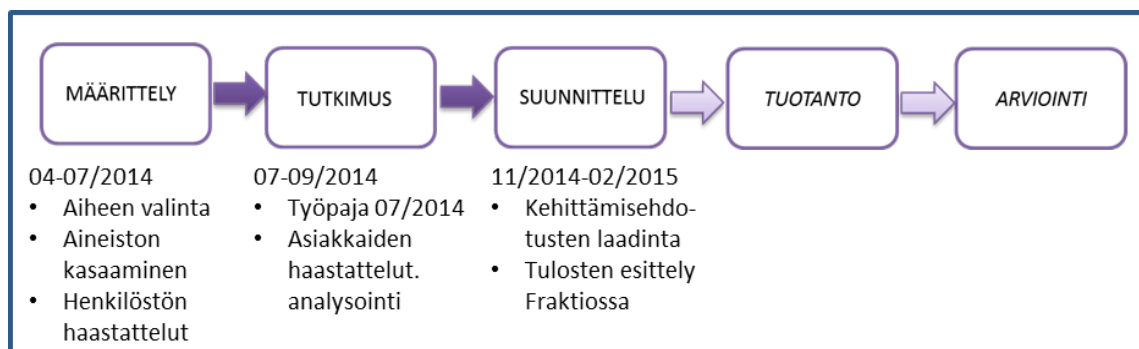 MÄÄRITTELY
TUTKIMUS
SUUNNITTELU
TUOTANTO
ARVIOINTI
04-07/2014
• Aiheen valinta
• Aineiston
kasaaminen
• Henkilöstön
haastattelut
07-09/2014
• Työpaja 07/2014
• Asiakkaiden
haastattelut.
analysointi
11/2014-02/2015
• Kehittämisehdo-
tusten laadinta
• Tulosten esittely
Fraktiossa